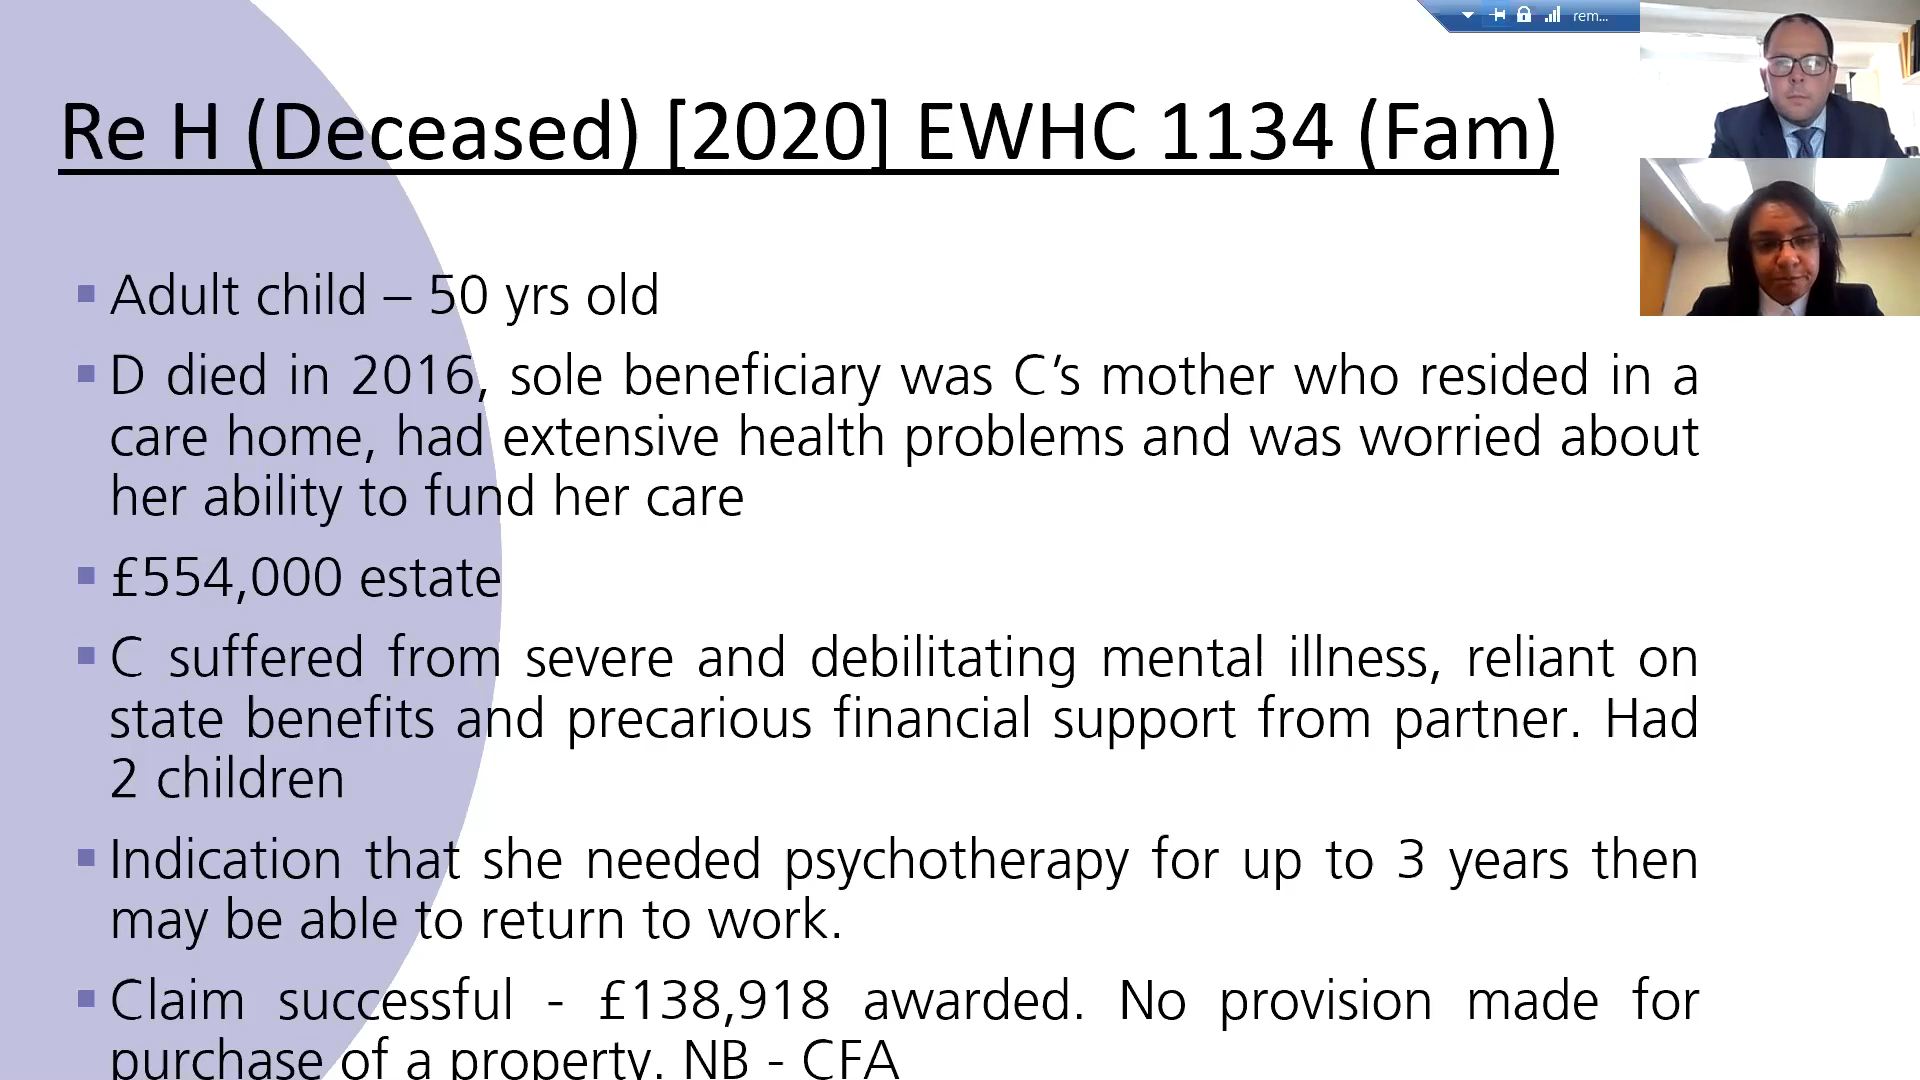 rem...
Re H (Deceased) [2020] EWHC 1134 (Fam)
▪ Adult child – 50 yrs old
▪ D died in 2016, sole beneficiary was C’s mother who resided in a
care home, had extensive health problems and was worried about
her ability to fund her care
▪ £554,000 estate
▪ C suffered from severe and debilitating mental illness, reliant on
state benefits and precarious financial support from partner. Had
2 children
▪ Indication that she needed psychotherapy for up to 3 years then
may be able to return to work.
▪ Claim successful - £138,918 awarded. No provision made for
purchase of a property. NB - CFA